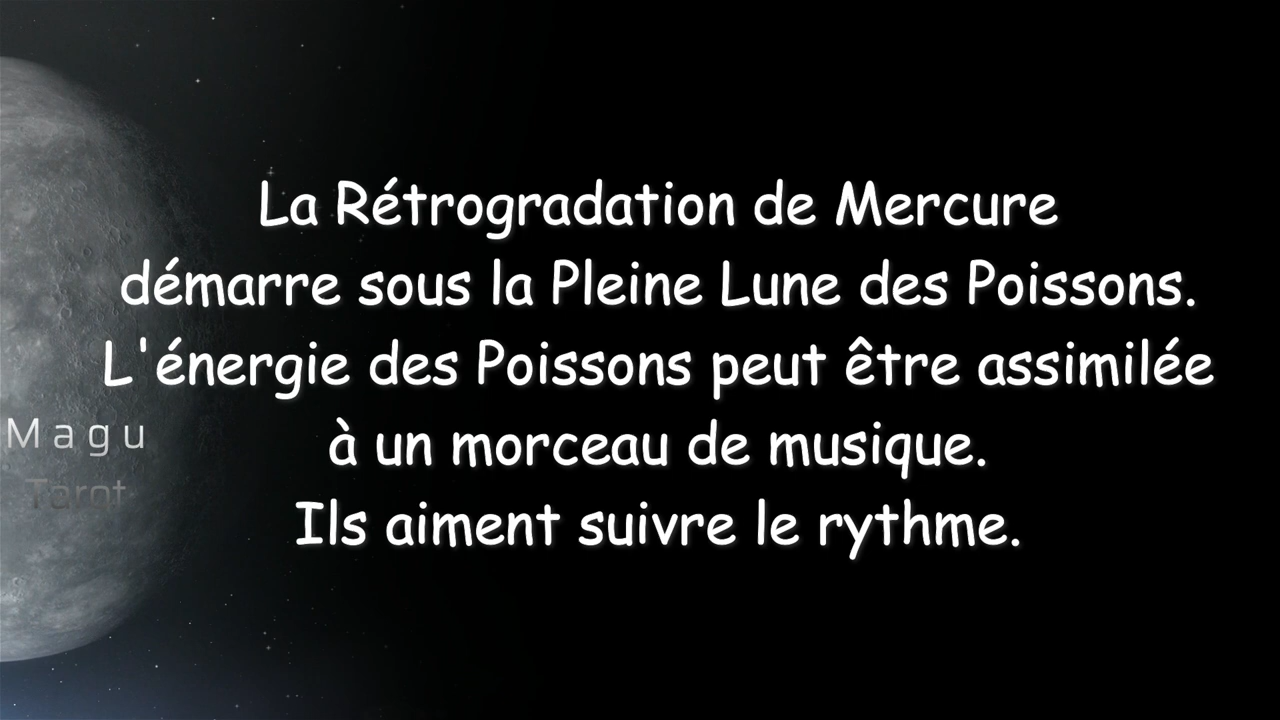 La Rétrogradation de Mercure
démarre sous la Pleine Lune des Poissons.
L'énergie des Poissons peut être assimilée
à un morceau de musique.
Ils aiment suivre le rythme.
Magu
Tarot